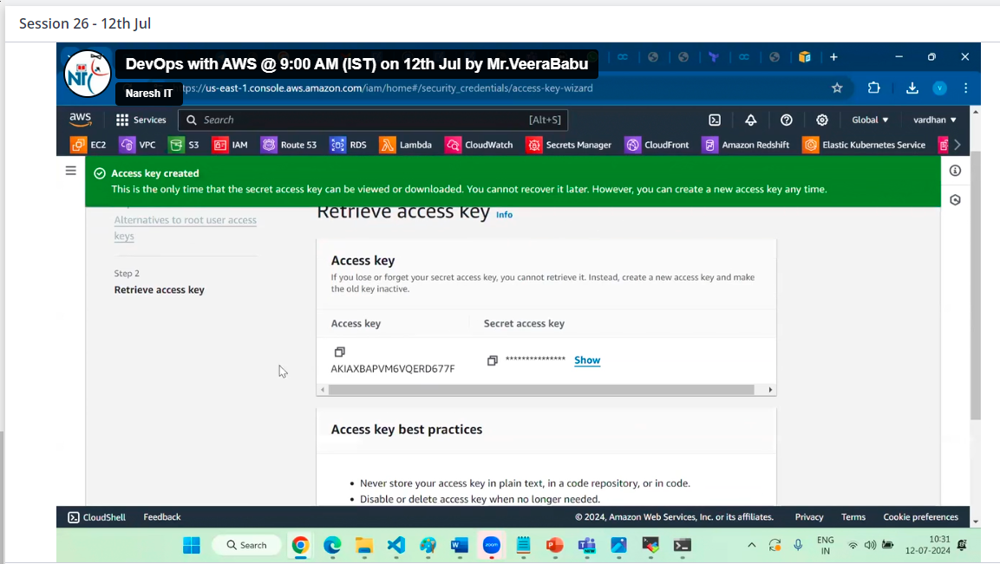 Session 26 - 12th Jul
DevOps with AWS @ 9:00 AM (IST) on 12th Jul by Mr.VeeraBabu
Naresh IT
tps://us-east-1.console.aws.amazon.com/iam/home#/security_credentials/access-key-wizard
aws
Services
Search
[Alt+S]
Global
vardhan
EC2
VPC
S3
IAM
Route 53
RDS
Lambda
CloudWatch
Secrets Manager
CloudFront
Amazon Redshift
Elastic Kubernetes Service
Access key created
This is the only time that the secret access key can be viewed or downloaded. You cannot recover it later. However, you can create a new access key any time.
Alternatives to root user access
keys
Step 2
Retrieve access key
Retrieve access key Info
Access key
If you lose or forget your secret access key, you cannot retrieve it. Instead, create a new access key and make
the old key inactive.
Access key
Secret access key
AKIAXBAPVM6VQERD677F
*************** Show
Access key best practices
• Never store your access key in plain text, in a code repository, or in code.
• Disable or delete access key when no longer needed.
CloudShell
Feedback
© 2024, Amazon Web Services, Inc. or its affiliates.
Privacy
Terms
Cookie preferences
Search
ENG
IN
10:31
12-07-2024